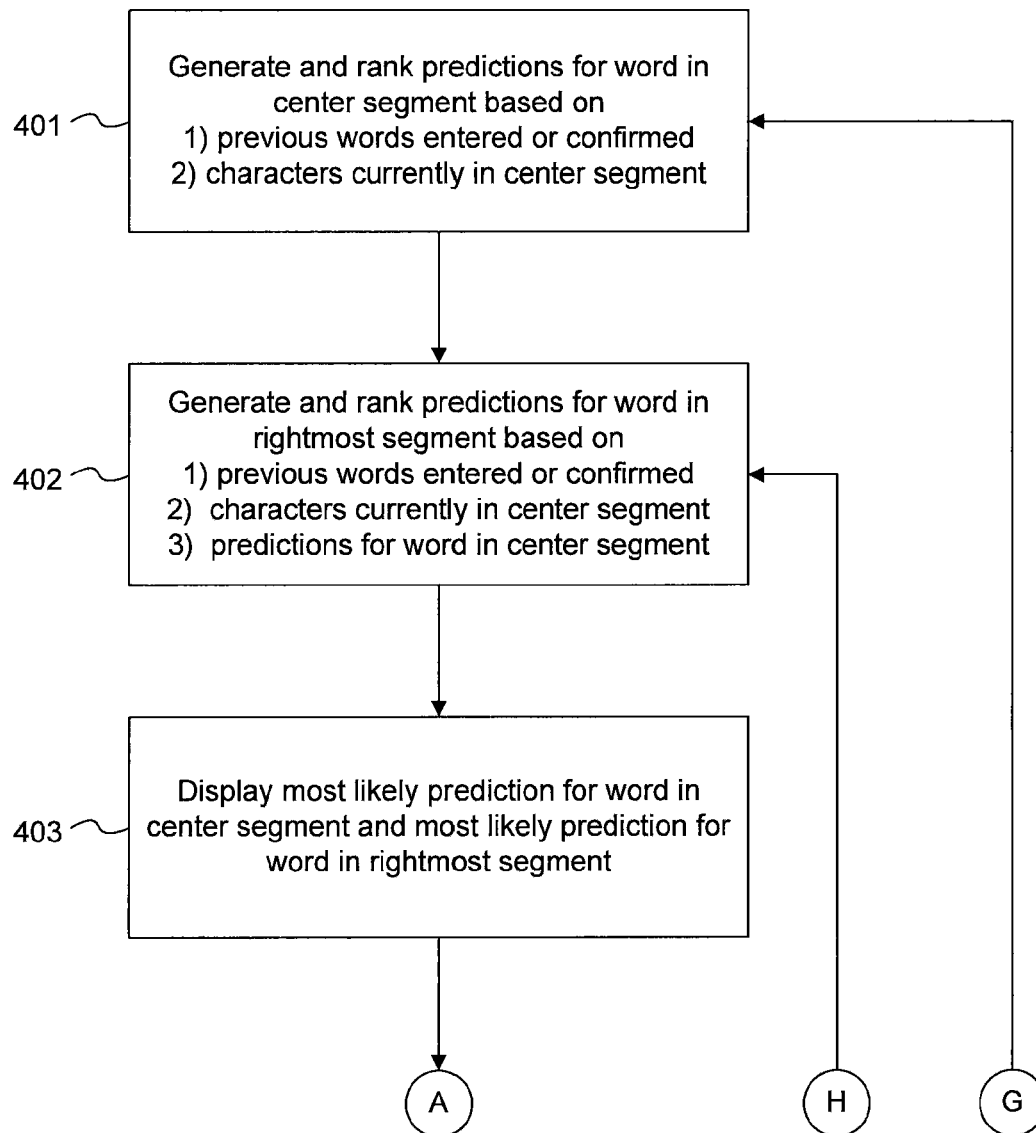 Generate and rank predictions for word in
center segment based on
1) previous words entered or confirmed
2) characters currently in center segment
401
Generate and rank predictions for word in
rightmost segment based on
1) previous words entered or confirmed
2) characters currently in center segment
3) predictions for word in center segment
402
Display most likely prediction for word in
center segment and most likely prediction for
word in rightmost segment
403
A
H
G